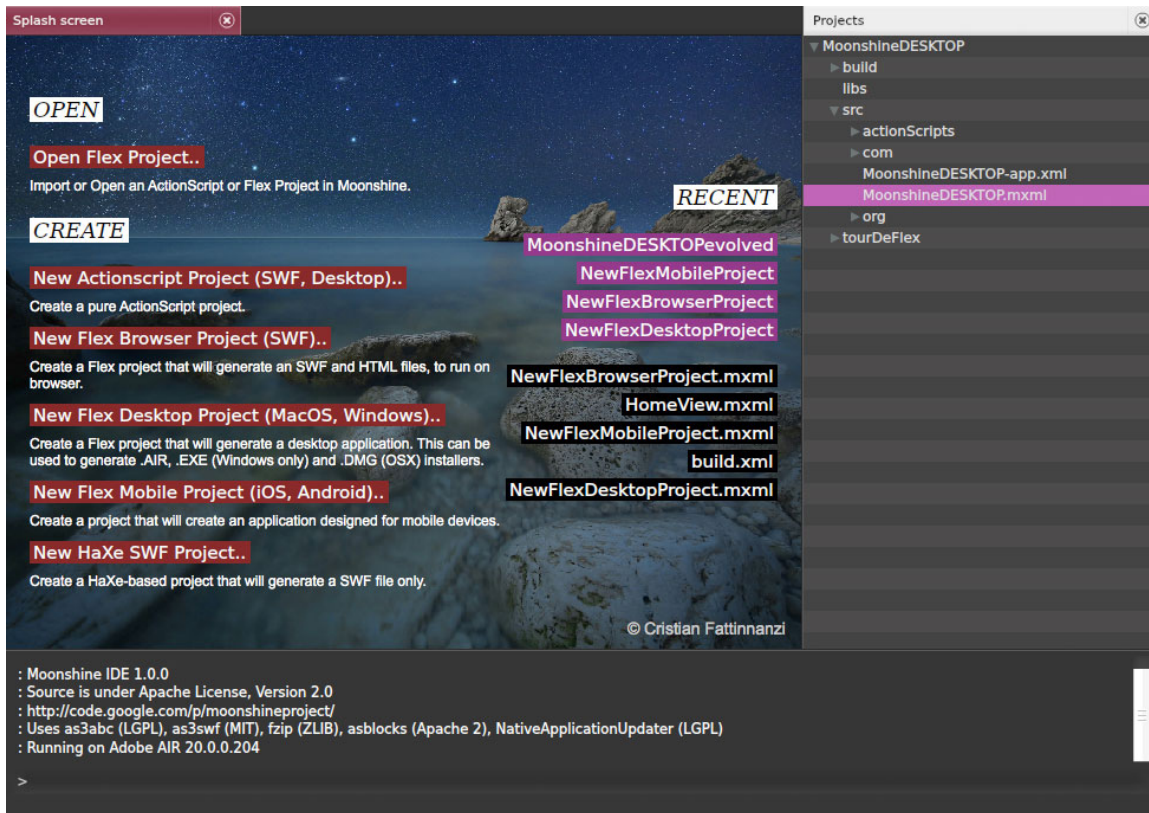 Splash screen
OPEN
Open Flex Project..
Import or Open an ActionScript or Flex Project in Moonshine.
CREATE
New Actionscript Project (SWF, Desktop)..
Create a pure ActionScript project.
New Flex Browser Project (SWF)..
Create a Flex project that will generate an SWF and HTML files, to run on
browser.
New Flex Desktop Project (MacOS, Windows)..
Create a Flex project that will generate a desktop application. This can be
used to generate .AIR, .EXE (Windows only) and .DMG (OSX) installers.
New Flex Mobile Project (iOS, Android)..
Create a project that will create an application designed for mobile devices.
New HaXe SWF Project..
Create a HaXe-based project that will generate a SWF file only.
RECENT
MoonshineDESKTOPevolved
NewFlexMobileProject
NewFlexBrowserProject
NewFlexDesktopProject
NewFlexBrowserProject.mxml
HomeView.mxml
NewFlexMobileProject.mxml
build.xml
NewFlexDesktopProject.mxml
© Cristian Fattinnanzi
Projects
MoonshineDESKTOP
build
libs
src
actionScripts
com
MoonshineDESKTOP-app.xml
MoonshineDESKTOP.mxml
org
tourDeFlex
: Moonshine IDE 1.0.0
: Source is under Apache License, Version 2.0
: http://code.google.com/p/moonshineproject/
: Uses as3abc (LGPL), as3swf (MIT), fzip (ZLIB), asblocks (Apache 2), NativeApplicationUpdater (LGPL)
: Running on Adobe AIR 20.0.0.204
>